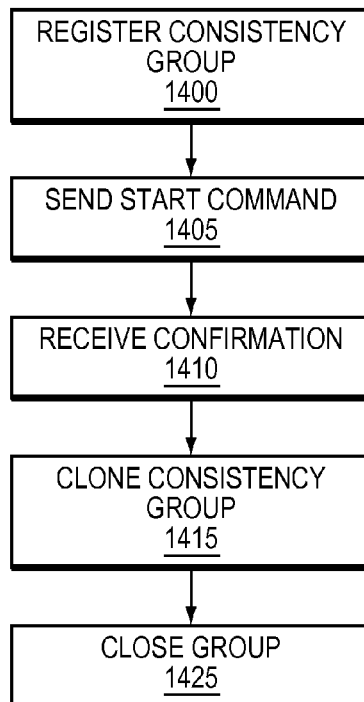 REGISTER CONSISTENCY
GROUP
1400
SEND START COMMAND
1405
RECEIVE CONFIRMATION
1410
CLONE CONSISTENCY
GROUP
1415
CLOSE GROUP
1425